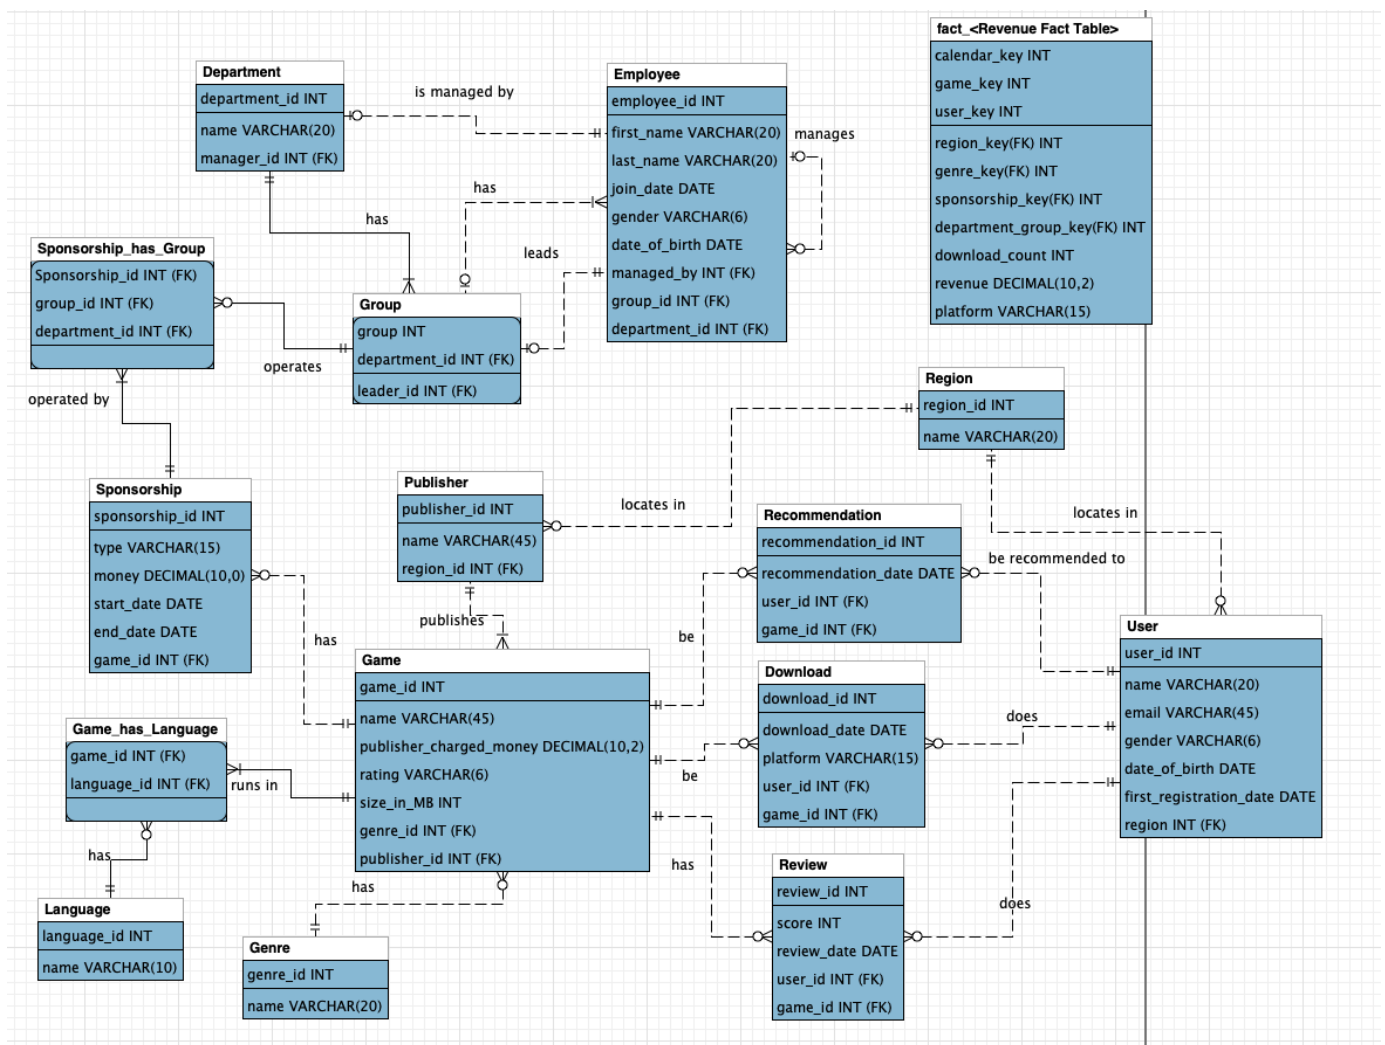 fact_<Revenue Fact Table>
calendar_key INT
game_key INT
user_key INT
region_key(FK) INT
genre_key(FK) INT
sponsorship_key(FK) INT
department_group_key(FK) INT
download_count INT
revenue DECIMAL(10,2)
platform VARCHAR(15)
Department
department_id INT
name VARCHAR(20)
manager_id INT (FK)
is managed by
Employee
employee_id INT
first_name VARCHAR(20)
last_name VARCHAR(20)
join_date DATE
gender VARCHAR(6)
date_of_birth DATE
managed_by INT (FK)
group_id INT (FK)
department_id INT (FK)
manages
has
has
leads
Sponsorship_has_Group
Sponsorship_id INT (FK)
group_id INT (FK)
department_id INT (FK)
operates
operated by
Group
group INT
department_id INT (FK)
leader_id INT (FK)
Region
region_id INT
name VARCHAR(20)
locates in
locates in
Sponsorship
sponsorship_id INT
type VARCHAR(15)
money DECIMAL(10,0)
start_date DATE
end_date DATE
game_id INT (FK)
has
Publisher
publisher_id INT
name VARCHAR(45)
region_id INT (FK)
publishes
Recommendation
recommendation_id INT
recommendation_date DATE
user_id INT (FK)
game_id INT (FK)
be recommended to
be
User
user_id INT
name VARCHAR(20)
email VARCHAR(45)
gender VARCHAR(6)
date_of_birth DATE
first_registration_date DATE
region INT (FK)
Game
game_id INT
name VARCHAR(45)
publisher_charged_money DECIMAL(10,2)
rating VARCHAR(6)
size_in_MB INT
genre_id INT (FK)
publisher_id INT (FK)
Download
download_id INT
download_date DATE
platform VARCHAR(15)
user_id INT (FK)
game_id INT (FK)
does
be
Game_has_Language
game_id INT (FK)
language_id INT (FK)
runs in
has
Language
language_id INT
name VARCHAR(10)
has
Genre
genre_id INT
name VARCHAR(20)
has
Review
review_id INT
score INT
review_date DATE
user_id INT (FK)
game_id INT (FK)
does